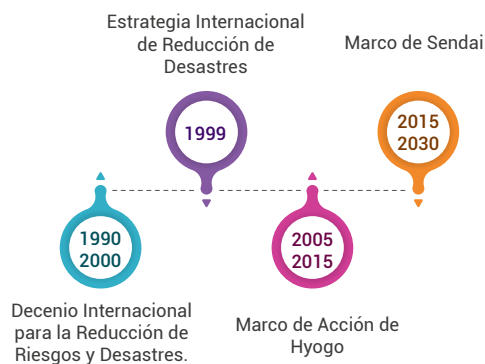 Estrategia Internacional
de Reducción de
Desastres
Marco de Sendai
1999
2015
2030
1990
2000
2005
2015
Decenio Internacional
para la Reducción de
Riesgos y Desastres.
Marco de Acción de
Hyogo